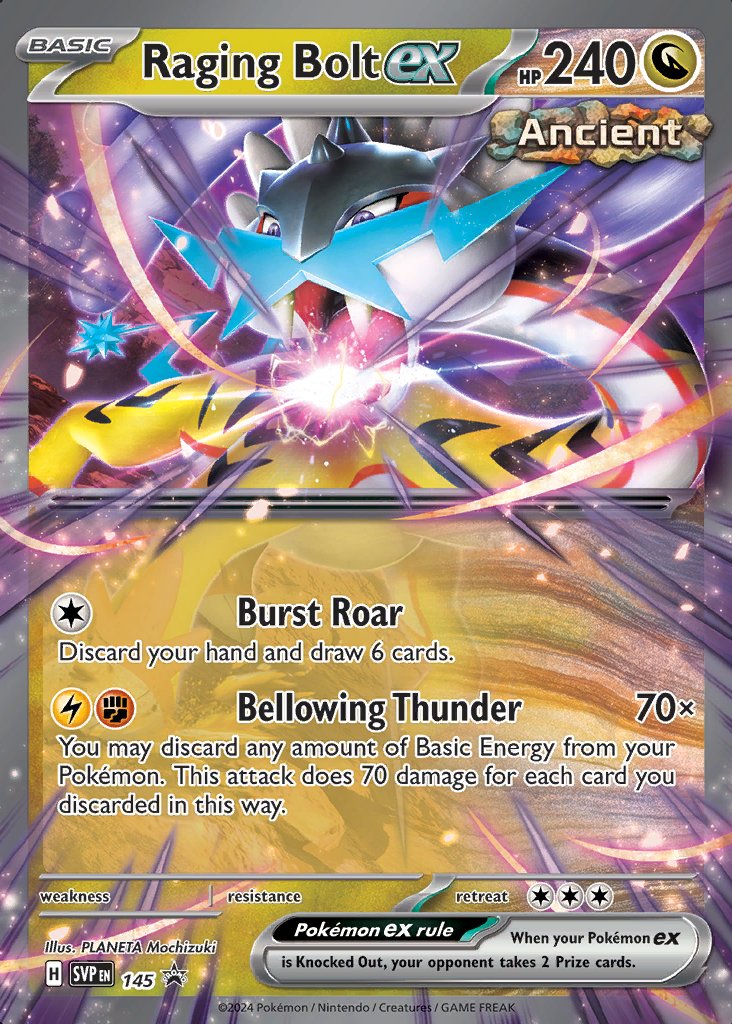 BASIC Raging Bolt ex HP 240
Ancient
Burst Roar
Discard your hand and draw 6 cards.
Bellowing Thunder 70×
You may discard any amount of Basic Energy from your
Pokémon. This attack does 70 damage for each card you
discarded in this way.
weakness resistance retreat
Illus. PLANETA Mochizuki
Pokémon ex rule When your Pokémon ex
is Knocked Out, your opponent takes 2 Prize cards.
H SVP EN 145
©2024 Pokémon / Nintendo / Creatures / GAME FREAK